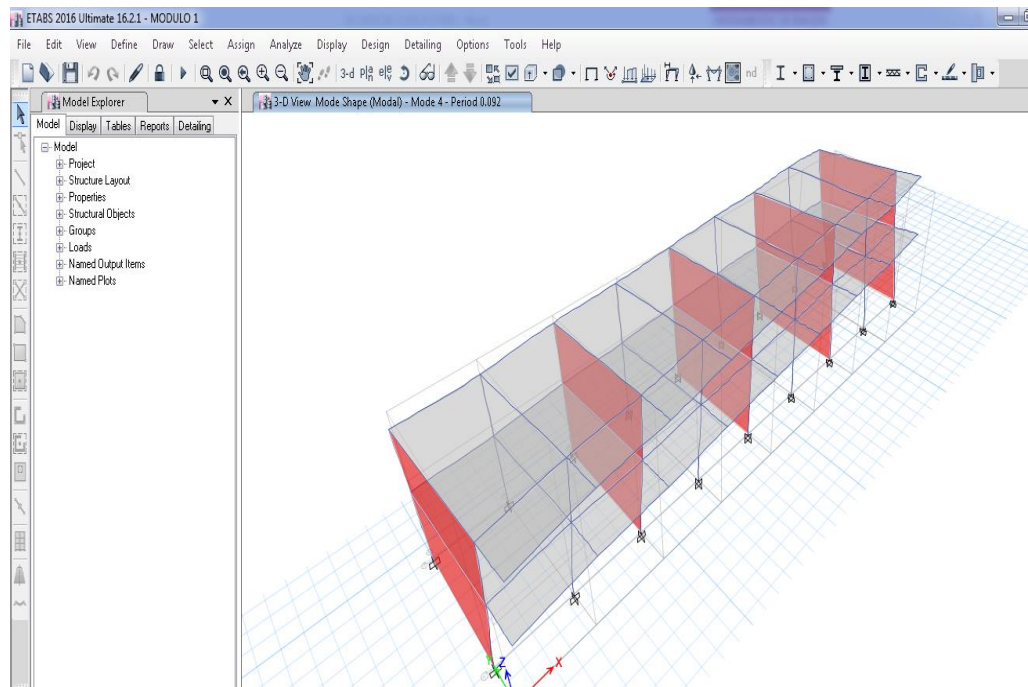 ETABS 2016 Ultimate 16.2.1 - MODULO 1
File Edit View Define Draw Select Assign Analyze Display Design Detailing Options Tools Help
3-d nd
Model Explorer
3-D View Mode Shape (Modal) - Mode 4 - Period 0.092
Model Display Tables Reports Detailing
Model
Project
Structure Layout
Properties
Structural Objects
Groups
Loads
Named Output Items
Named Plots
Z X